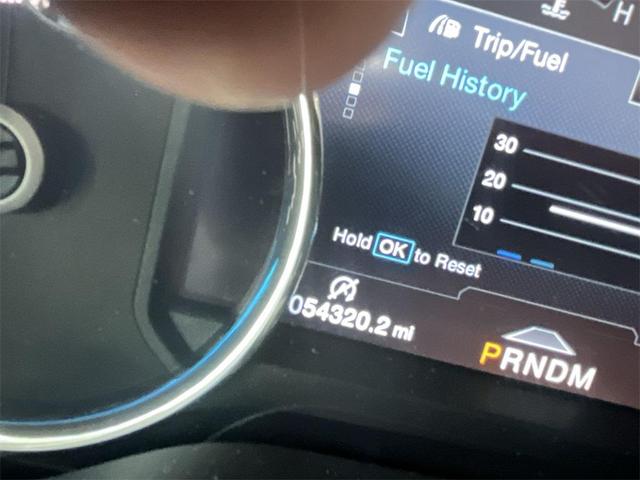 H
Trip/Fuel
Fuel History
30
20
10
Hold OK to Reset
054320.2 mi
PRNDM